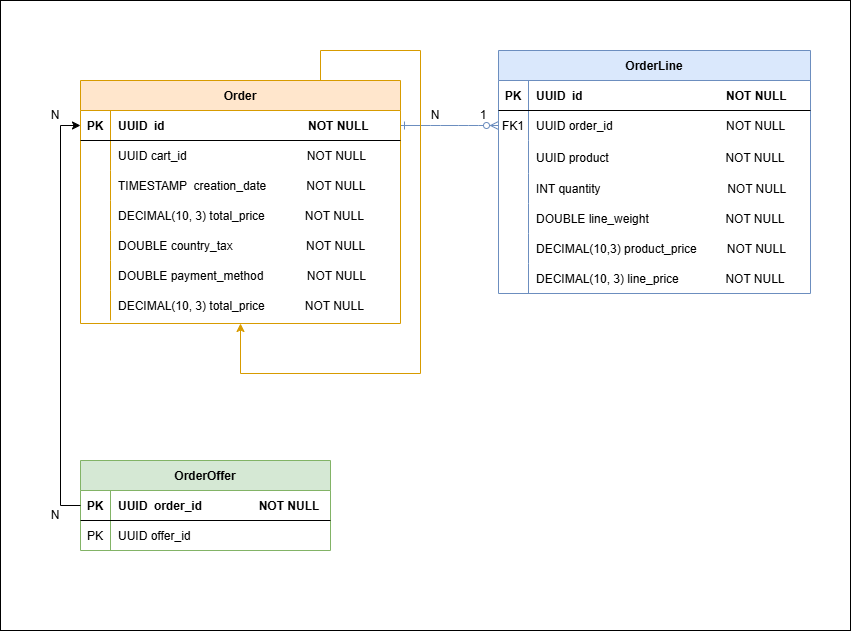 Order
N
PK UUID  id NOT NULL
UUID cart_id NOT NULL
TIMESTAMP  creation_date NOT NULL
DECIMAL(10, 3) total_price NOT NULL
DOUBLE country_tax NOT NULL
DOUBLE payment_method NOT NULL
DECIMAL(10, 3) total_price NOT NULL
N
1
OrderLine
PK UUID  id NOT NULL
FK1 UUID order_id NOT NULL
UUID product NOT NULL
INT quantity NOT NULL
DOUBLE line_weight NOT NULL
DECIMAL(10,3) product_price NOT NULL
DECIMAL(10, 3) line_price NOT NULL
OrderOffer
PK UUID  order_id NOT NULL
N
PK UUID offer_id